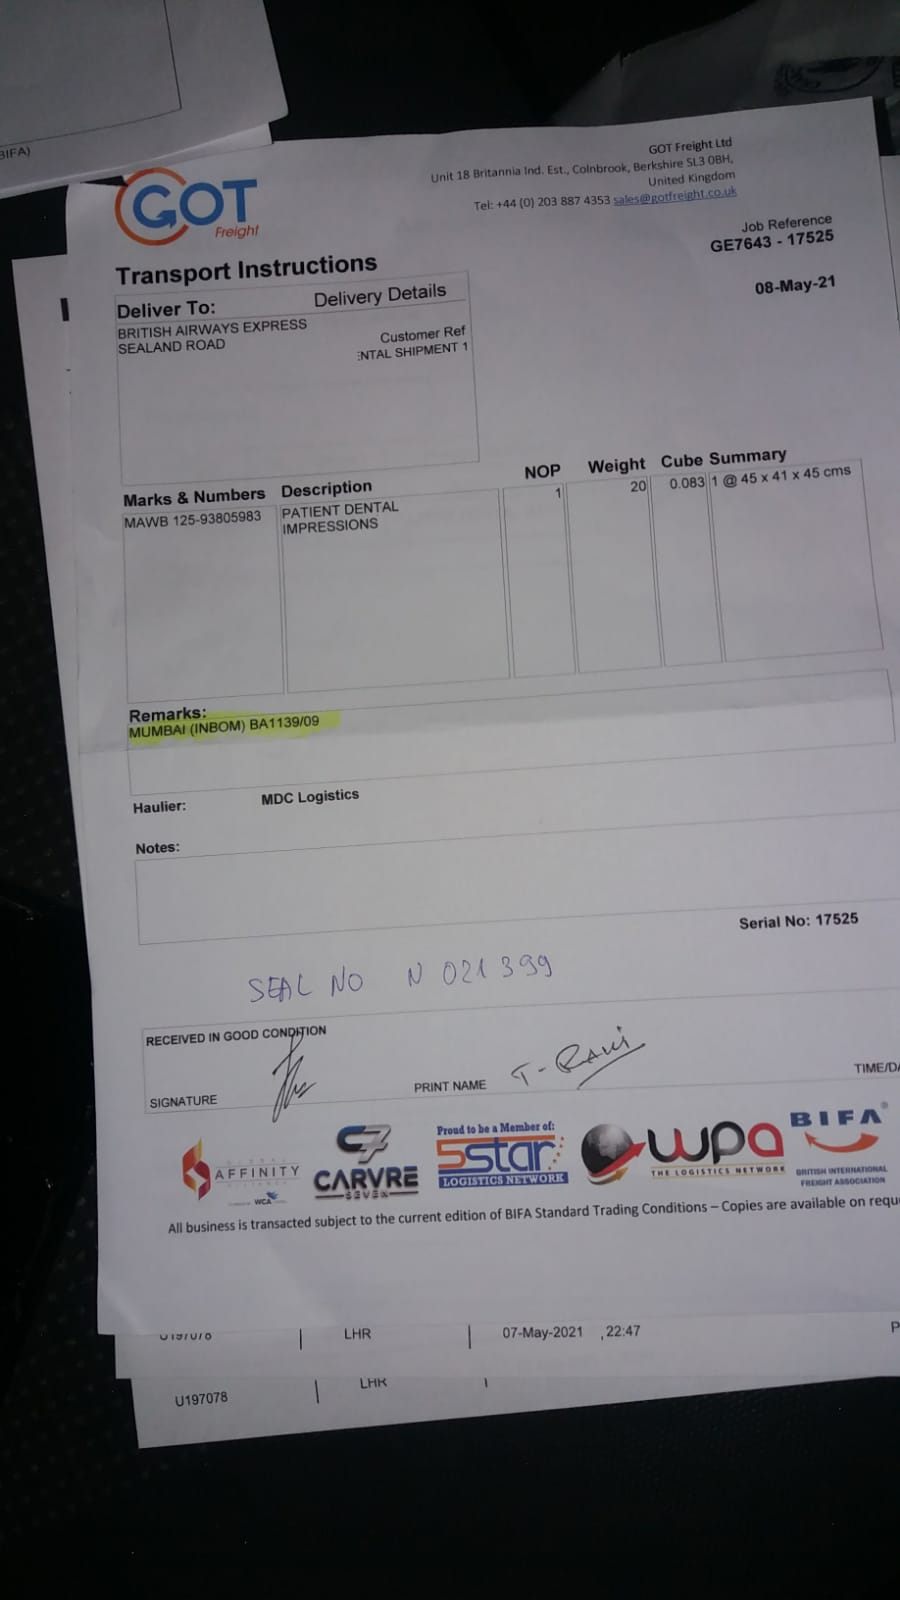 BIFA)
GOT
Freight
GOT Freight Ltd
Unit 18 Britannia Ind. Est., Colnbrook, Berkshire SL3 0BH,
United Kingdom
Tel: +44 (0) 203 887 4353 sales@gotfreight.co.uk
Job Reference
GE7643 - 17525
08-May-21
Transport Instructions
Deliver To: Delivery Details
BRITISH AIRWAYS EXPRESS
SEALAND ROAD
Customer Ref
ENTAL SHIPMENT 1
Marks & Numbers Description NOP Weight Cube Summary
MAWB 125-93805983 PATIENT DENTAL 1 20 0.083 1 @ 45 x 41 x 45 cms
IMPRESSIONS
Remarks:
MUMBAI (INBOM) BA1139/09
Haulier: MDC Logistics
Notes:
Serial No: 17525
SEAL NO N 021399
RECEIVED IN GOOD CONDITION
SIGNATURE PRINT NAME T- RAVI TIME/DA
AFFINITY
WCA
C7
CARVRE
SEVEN
Proud to be a Member of:
5star
LOGISTICS NETWORK
wpa
THE LOGISTICS NETWORK
BIFA®
BRITISH INTERNATIONAL
FREIGHT ASSOCIATION
All business is transacted subject to the current edition of BIFA Standard Trading Conditions – Copies are available on requ
U197078 LHR 07-May-2021 , 22:47 P
U197078 LHR